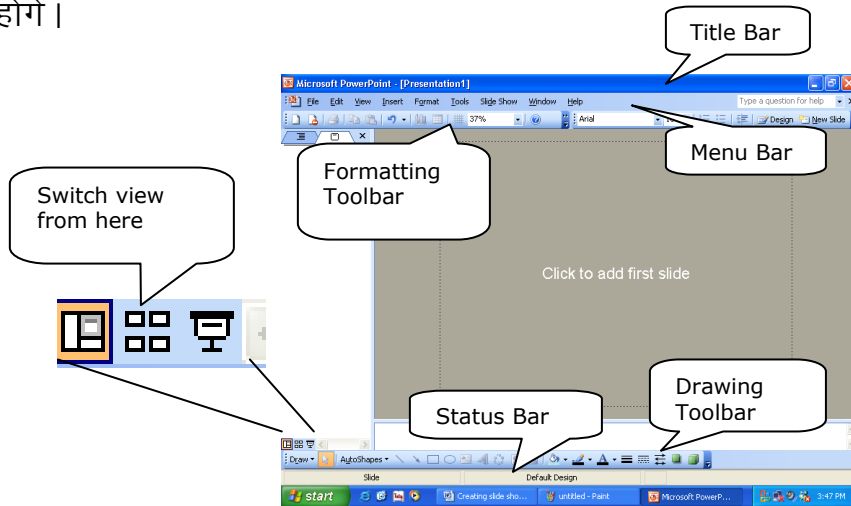 होगे |
Title Bar
Microsoft PowerPoint - [Presentation1]
File Edit View Insert Format Tools Slide Show Window Help
Type a question for help
37%
Arial
Design New Slide
Menu Bar
Formatting
Toolbar
Switch view
from here
Click to add first slide
Drawing
Toolbar
Status Bar
Draw AutoShapes
Slide Default Design
start Creating slide sho... untitled - Paint Microsoft PowerP... 3:47 PM